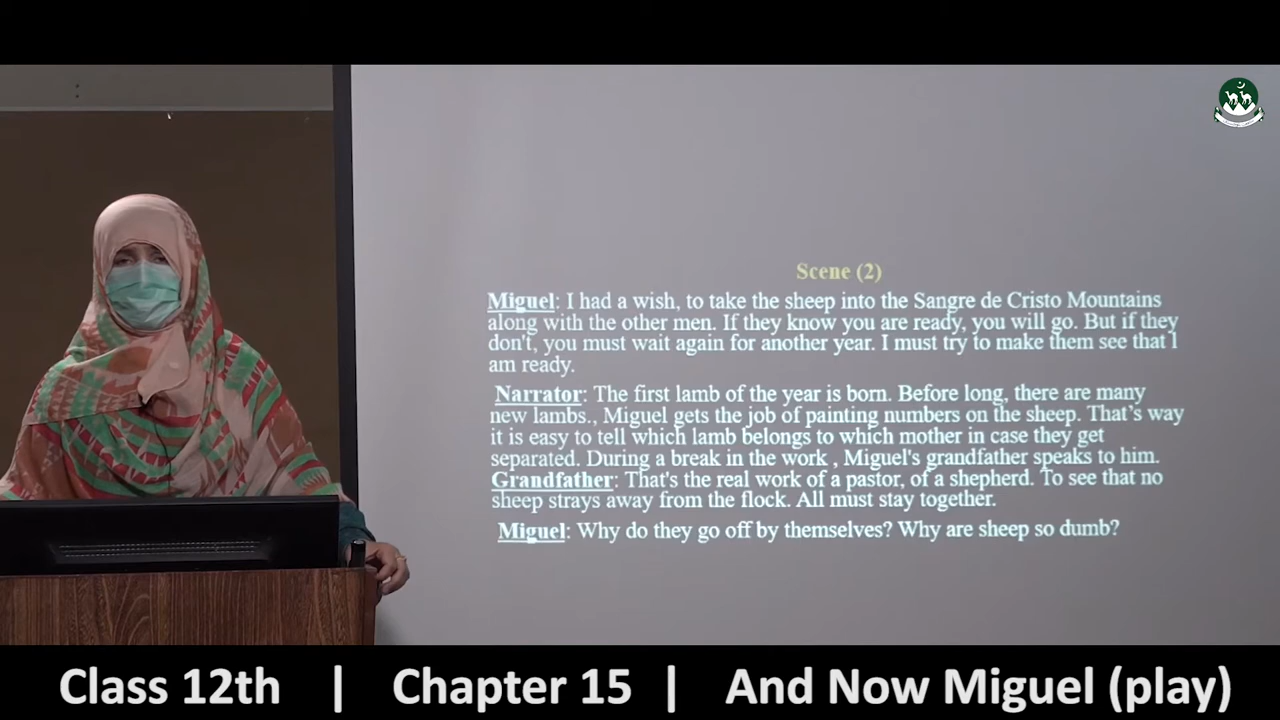 Scene (2)
Miguel: I had a wish, to take the sheep into the Sangre de Cristo Mountains
along with the other men. If they know you are ready, you will go. But if they
don't, you must wait again for another year. I must try to make them see that I
am ready.
Narrator: The first lamb of the year is born. Before long, there are many
new lambs., Miguel gets the job of painting numbers on the sheep. That's way
it is easy to tell which lamb belongs to which mother in case they get
separated. During a break in the work , Miguel's grandfather speaks to him.
Grandfather: That's the real work of a pastor, of a shepherd. To see that no
sheep strays away from the flock. All must stay together.
Miguel: Why do they go off by themselves? Why are sheep so dumb?
Class 12th | Chapter 15 | And Now Miguel (play)